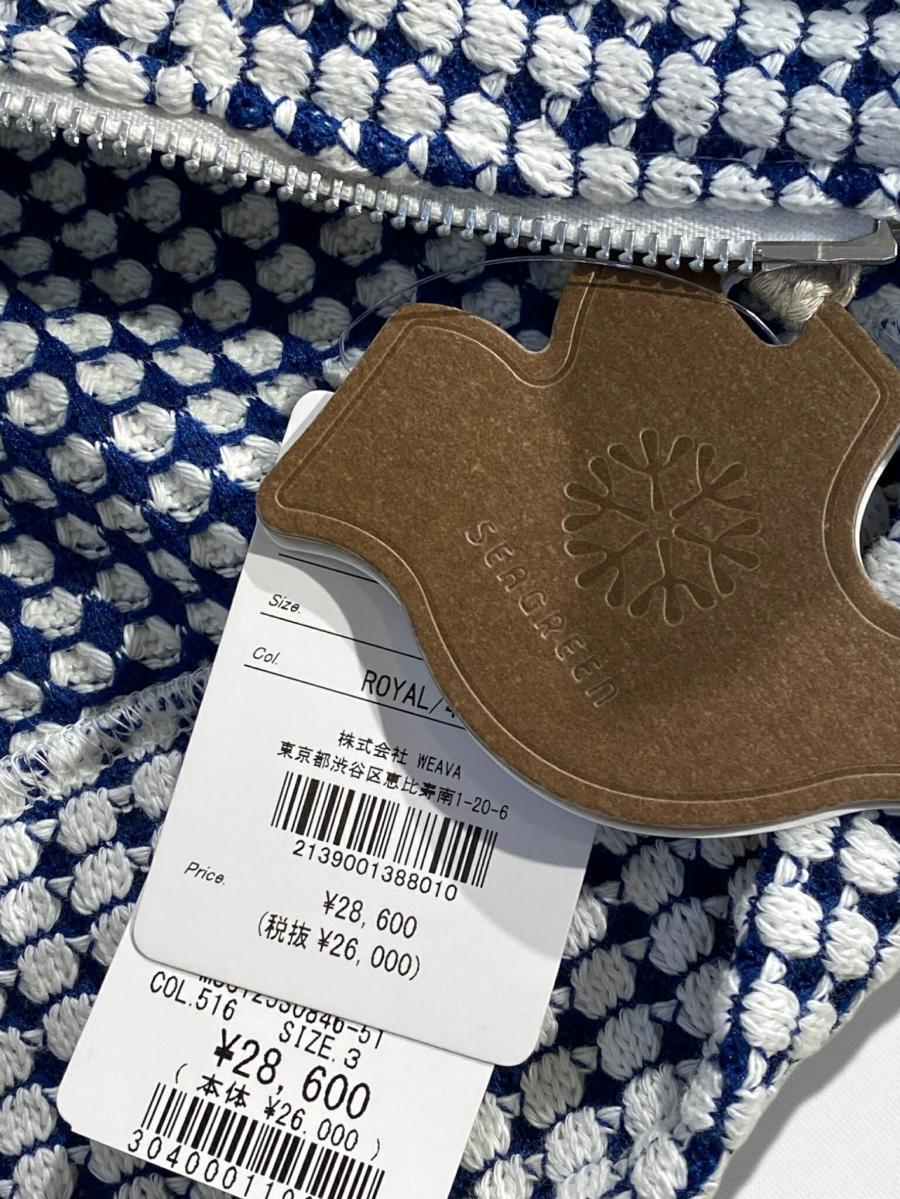 SEAGREEN
Size.
Col.
ROYAL/
株式会社 WEAVA
東京都渋谷区恵比寿南1-20-6
2139001388010
Price.
¥28,600
(税抜 ¥26,000)
COL.516 SIZE.3
¥28,600
(本体 ¥26,000)